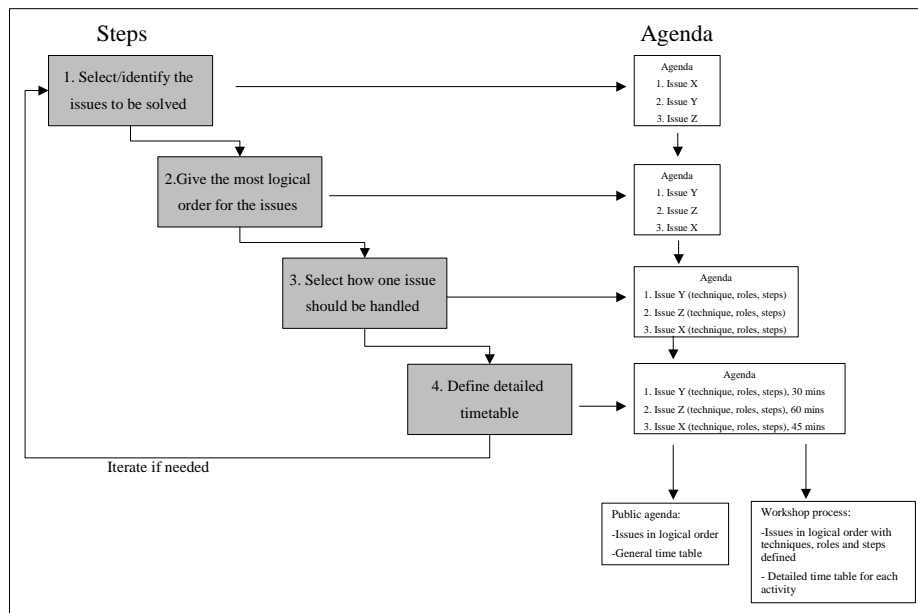 Steps
Agenda
1. Select/identify the
issues to be solved
Agenda
1. Issue X
2. Issue Y
3. Issue Z
2.Give the most logical
order for the issues
Agenda
1. Issue Y
2. Issue Z
3. Issue X
3. Select how one issue
should be handled
Agenda
1. Issue Y (technique, roles, steps)
2. Issue Z (technique, roles, steps)
3. Issue X (technique, roles, steps)
4. Define detailed
timetable
Agenda
1. Issue Y (technique, roles, steps), 30 mins
2. Issue Z (technique, roles, steps), 60 mins
3. Issue X (technique, roles, steps), 45 mins
Iterate if needed
Public agenda:
-Issues in logical order
-General time table
Workshop process:
-Issues in logical order with
techniques, roles and steps
defined
- Detailed time table for each
activity